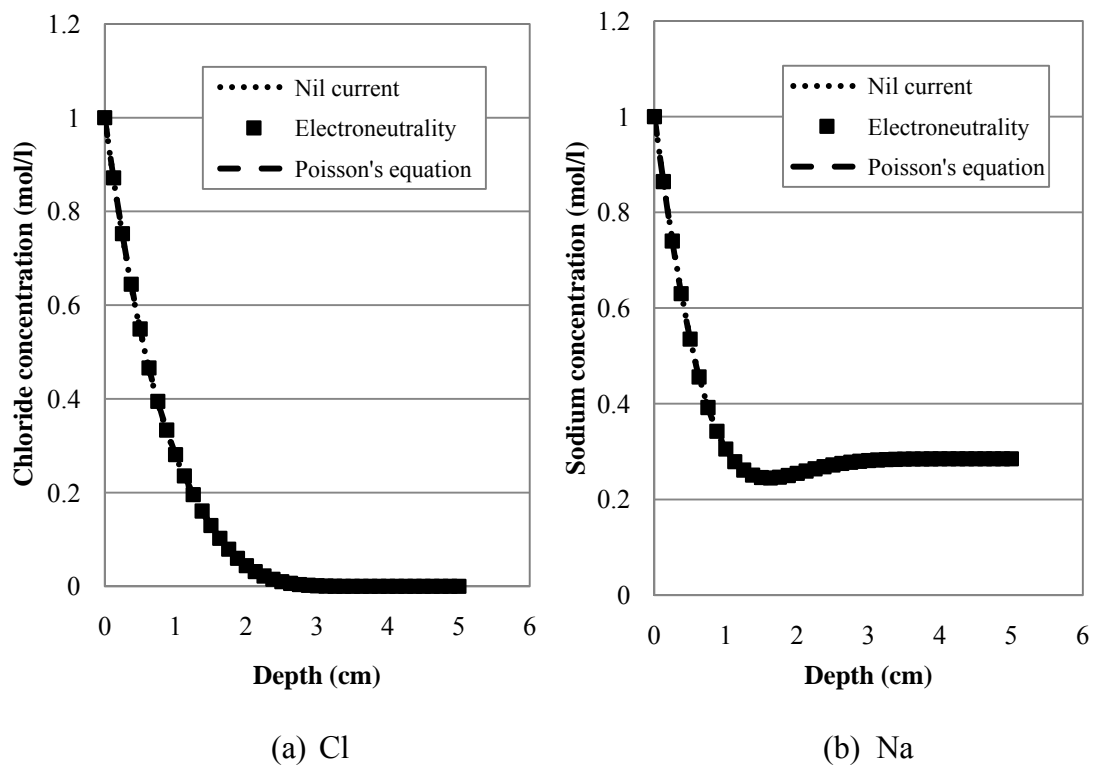 1.2
1
0.8
0.6
0.4
0.2
0
0
1
2
3
4
5
6
Chloride concentration (mol/l)
Depth (cm)
Nil current
Electroneutrality
Poisson's equation
(a) Cl
1.2
1
0.8
0.6
0.4
0.2
0
0
1
2
3
4
5
6
Sodium concentration (mol/l)
Depth (cm)
Nil current
Electroneutrality
Poisson's equation
(b) Na